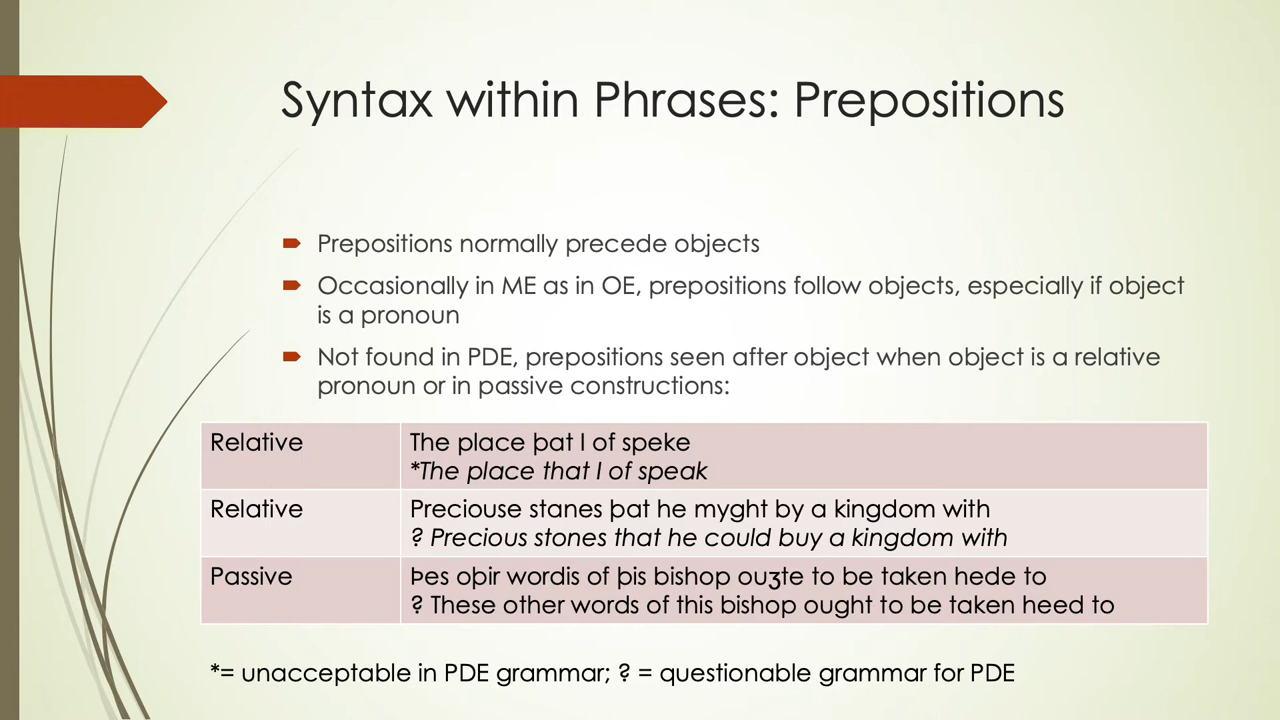 Syntax within Phrases: Prepositions
Prepositions normally precede objects
Occasionally in ME as in OE, prepositions follow objects, especially if object
is a pronoun
Not found in PDE, prepositions seen after object when object is a relative
pronoun or in passive constructions:
Relative
The place þat I of speke
*The place that I of speak
Relative
Preciouse stanes þat he myght by a kingdom with
? Precious stones that he could buy a kingdom with
Passive
Þes oþir wordis of þis bishop ouʒte to be taken hede to
? These other words of this bishop ought to be taken heed to
*= unacceptable in PDE grammar; ? = questionable grammar for PDE